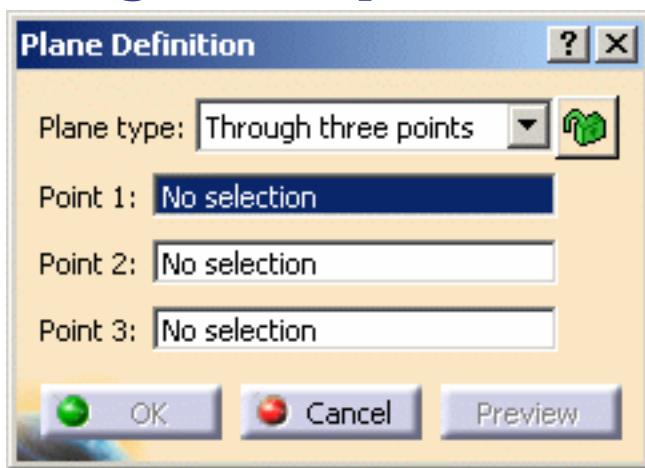 Plane Definition ? X
Plane type: Through three points
Point 1: No selection
Point 2: No selection
Point 3: No selection
OK Cancel Preview